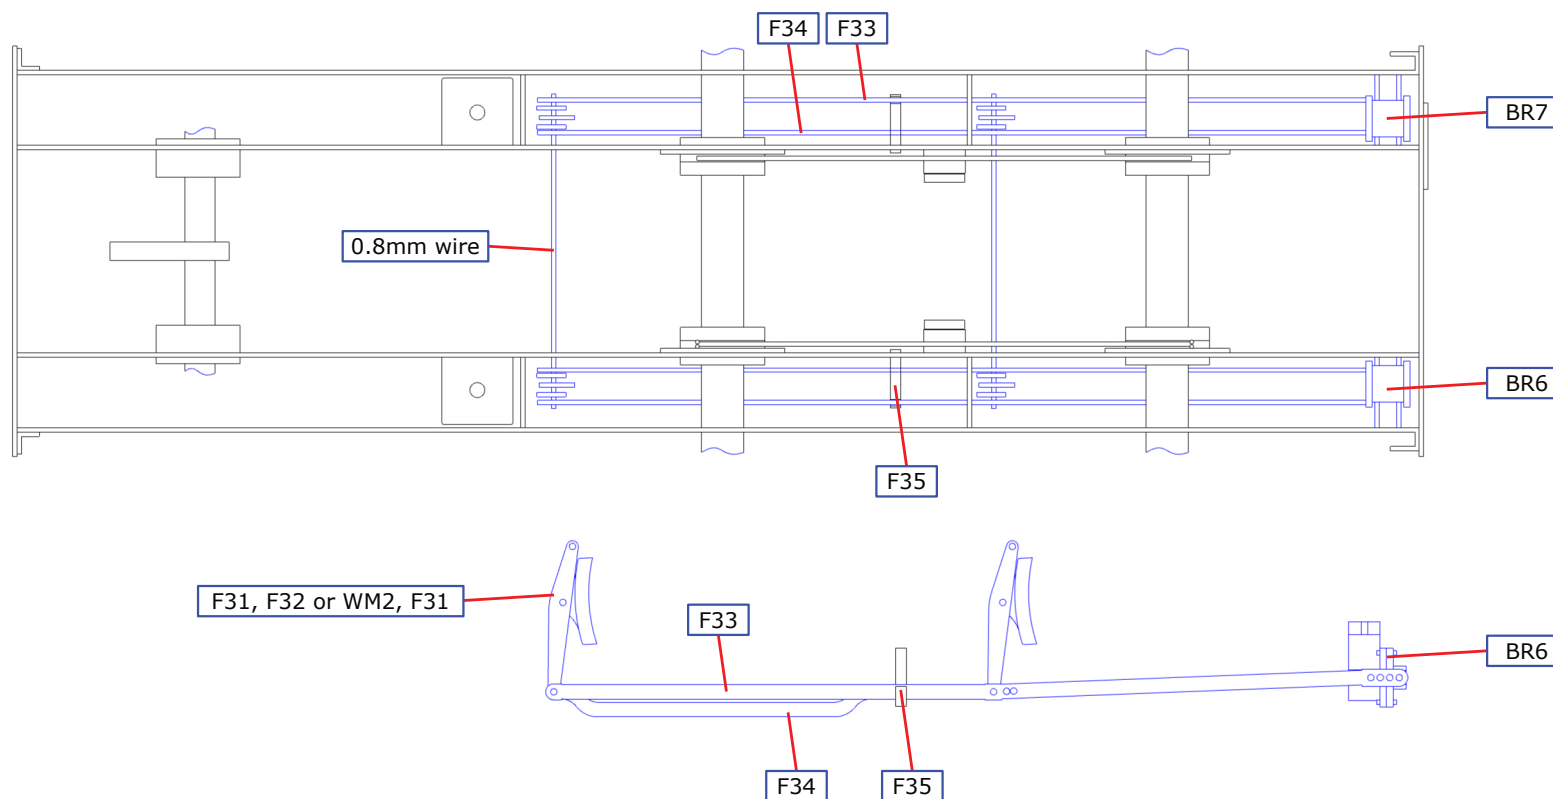 F34
F33
BR7
0.8mm wire
BR6
F35
F31, F32 or WM2, F31
F33
BR6
F34
F35